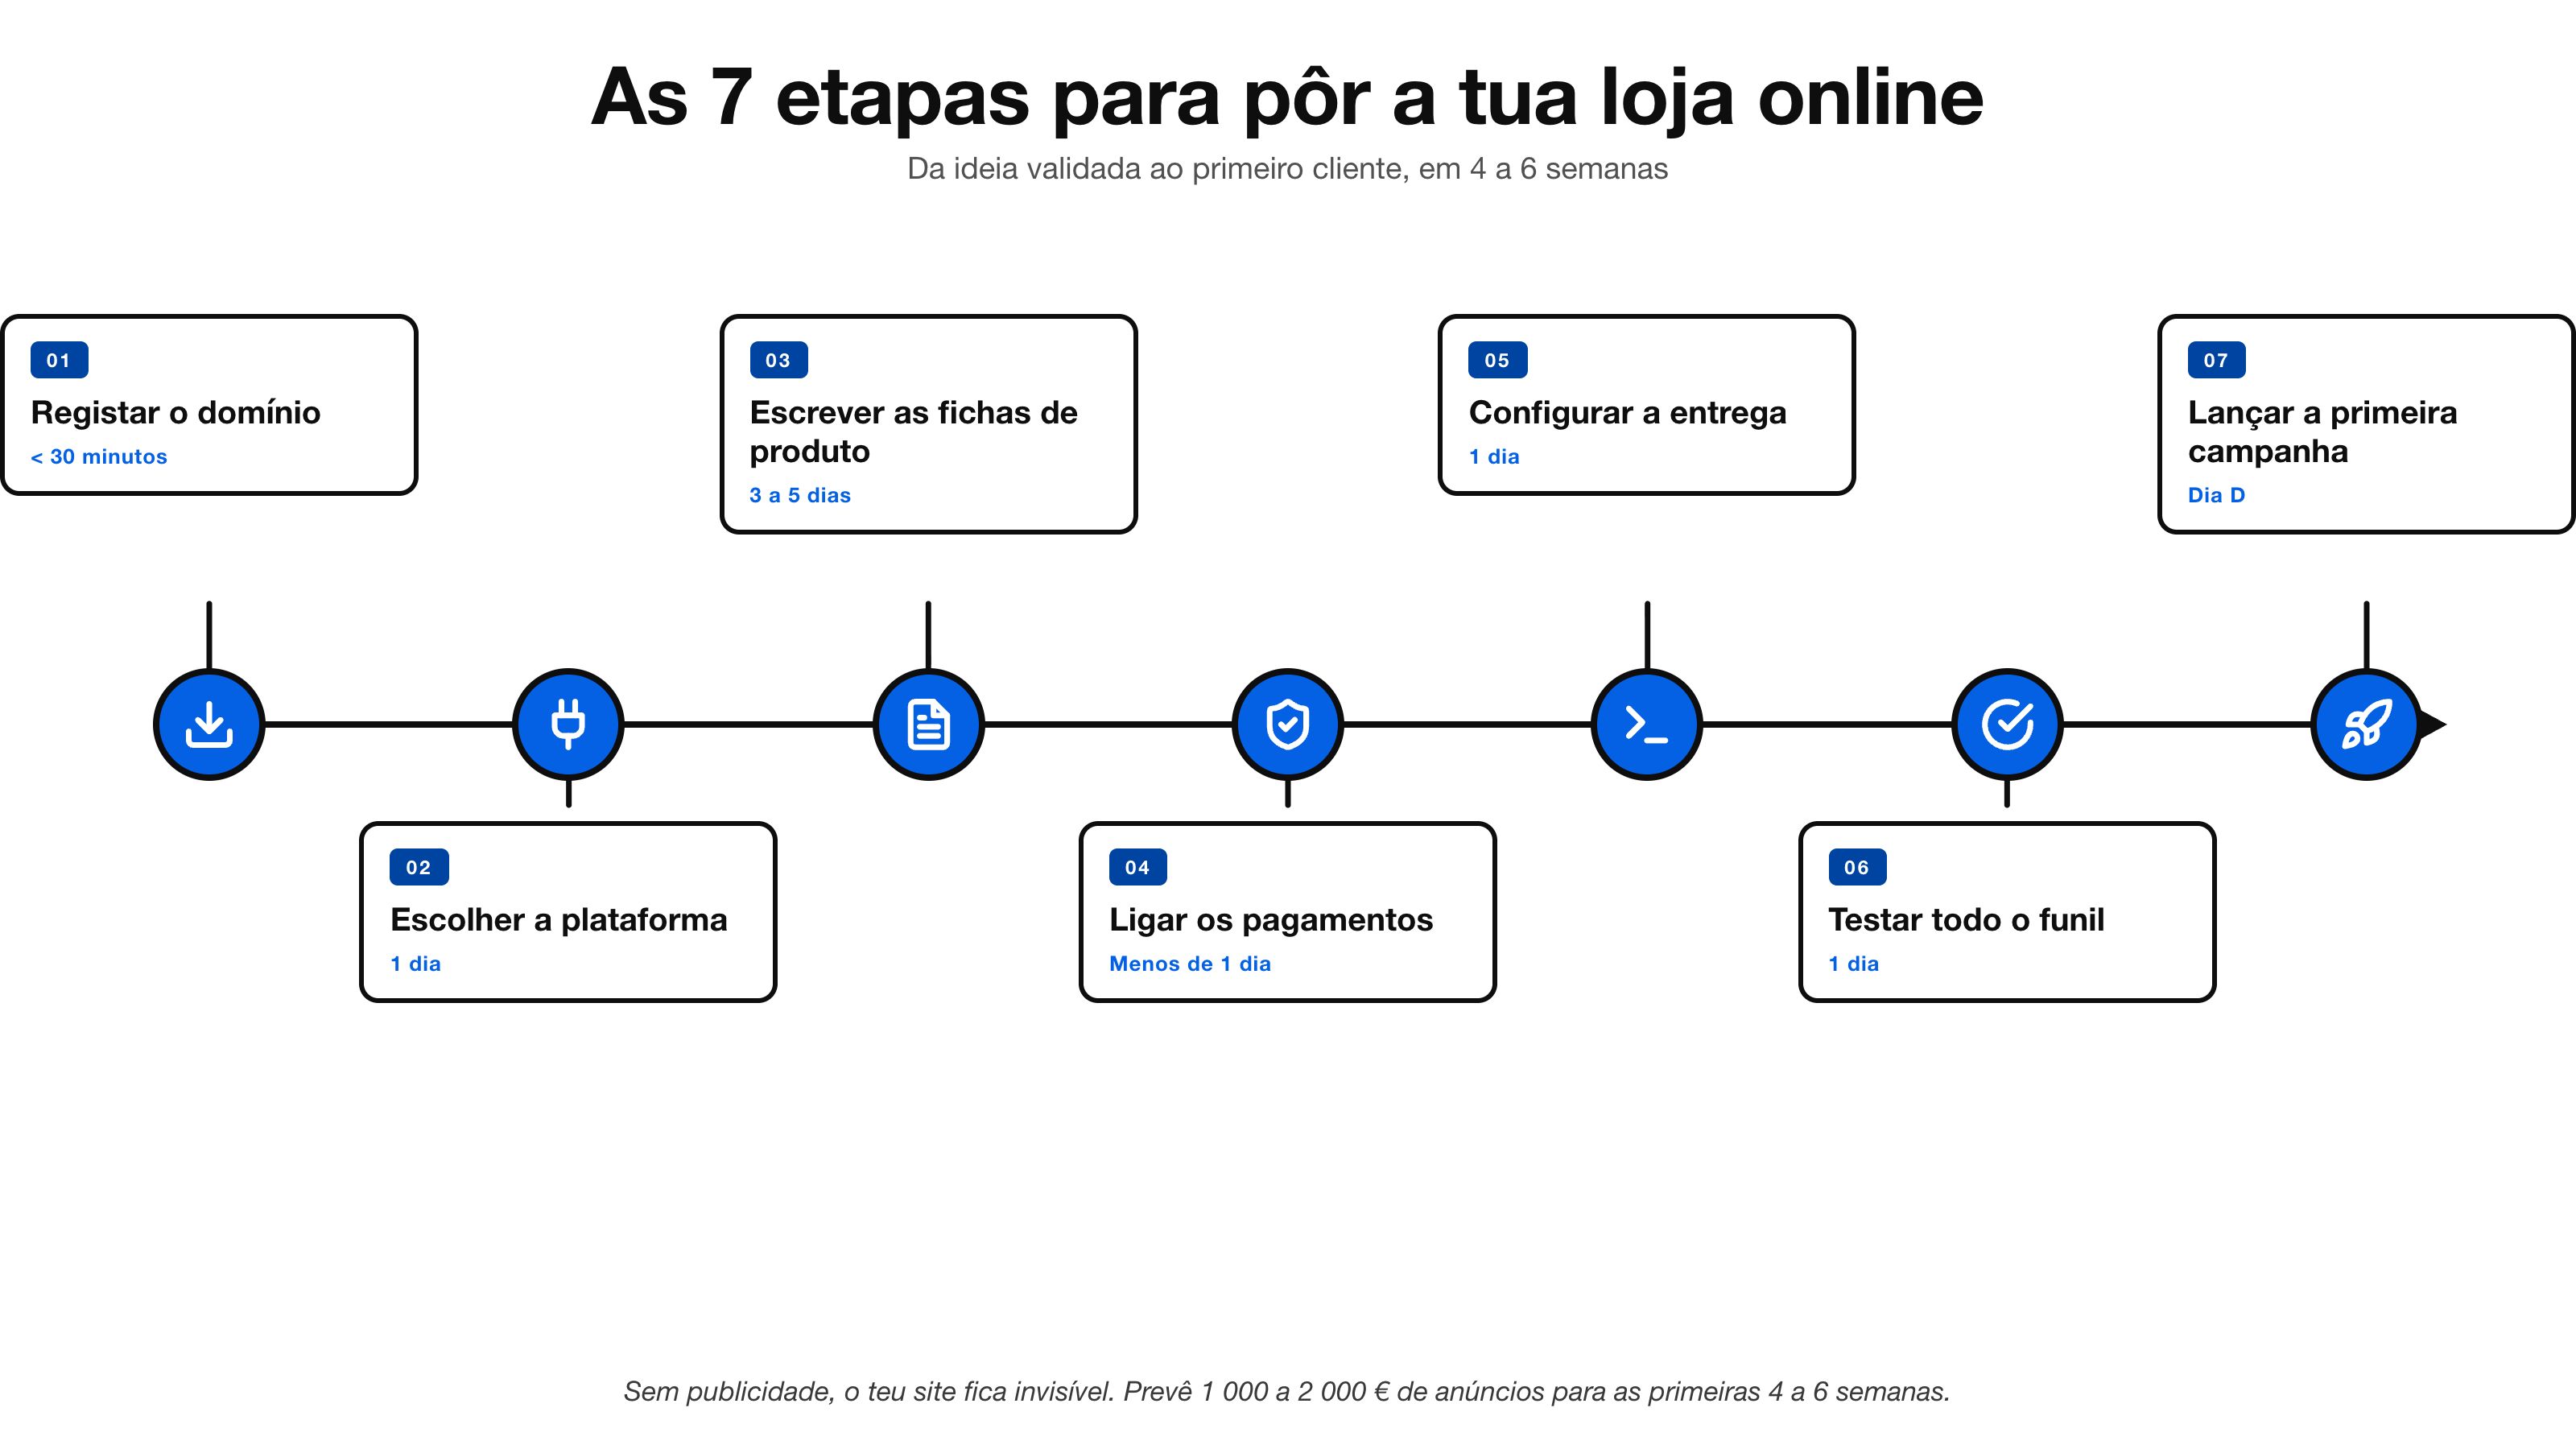 As 7 etapas para pôr a tua loja online
Da ideia validada ao primeiro cliente, em 4 a 6 semanas
01
Registar o domínio
< 30 minutos
02
Escolher a plataforma
1 dia
03
Escrever as fichas de
produto
3 a 5 dias
04
Ligar os pagamentos
Menos de 1 dia
05
Configurar a entrega
1 dia
06
Testar todo o funil
1 dia
07
Lançar a primeira
campanha
Dia D
Sem publicidade, o teu site fica invisível. Prevê 1 000 a 2 000 € de anúncios para as primeiras 4 a 6 semanas.